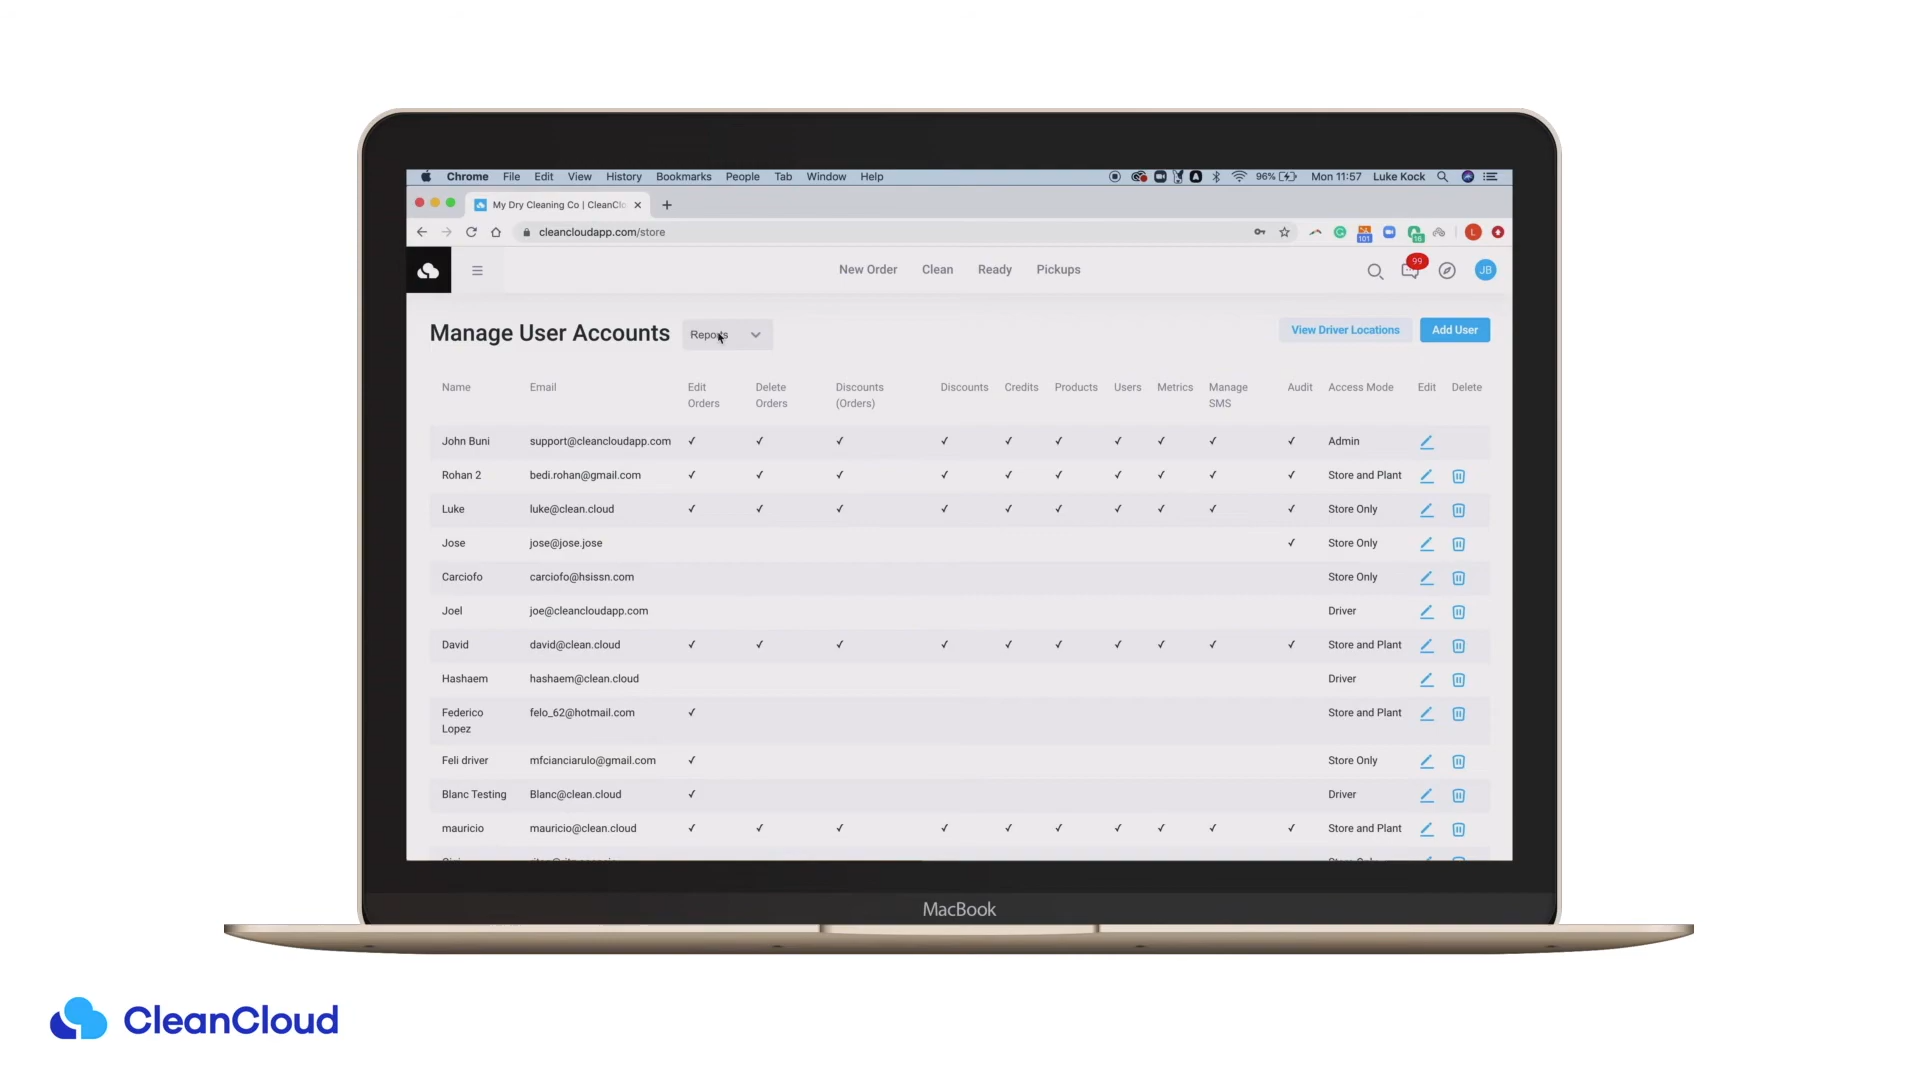 Chrome File Edit View History Bookmarks People Tab Window Help 96% Mon 11:57 Luke Kock
My Dry Cleaning Co | CleanClo
cleancloudapp.com/store 101 16 L
New Order Clean Ready Pickups 99 JB
Manage User Accounts Reports View Driver Locations Add User
Name Email Edit Orders Delete Orders Discounts (Orders) Discounts Credits Products Users Metrics Manage SMS Audit Access Mode Edit Delete
John Buni support@cleancloudapp.com ✓ ✓ ✓ ✓ ✓ ✓ ✓ ✓ ✓ ✓ Admin
Rohan 2 bedi.rohan@gmail.com ✓ ✓ ✓ ✓ ✓ ✓ ✓ ✓ ✓ ✓ Store and Plant
Luke luke@clean.cloud ✓ ✓ ✓ ✓ ✓ ✓ ✓ ✓ ✓ ✓ Store Only
Jose jose@jose.jose ✓ Store Only
Carciofo carciofo@hsissn.com Store Only
Joel joe@cleancloudapp.com Driver
David david@clean.cloud ✓ ✓ ✓ ✓ ✓ ✓ ✓ ✓ ✓ ✓ Store and Plant
Hashaem hashaem@clean.cloud Driver
Federico Lopez felo_62@hotmail.com ✓ Store and Plant
Feli driver mfcianciarulo@gmail.com ✓ Store Only
Blanc Testing Blanc@clean.cloud ✓ Driver
mauricio mauricio@clean.cloud ✓ ✓ ✓ ✓ ✓ ✓ ✓ ✓ ✓ ✓ Store and Plant
MacBook
CleanCloud